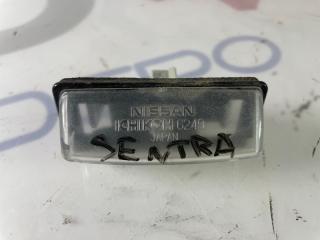 NISSAN
ICHIKOH 6249
JAPAN
SENTRA